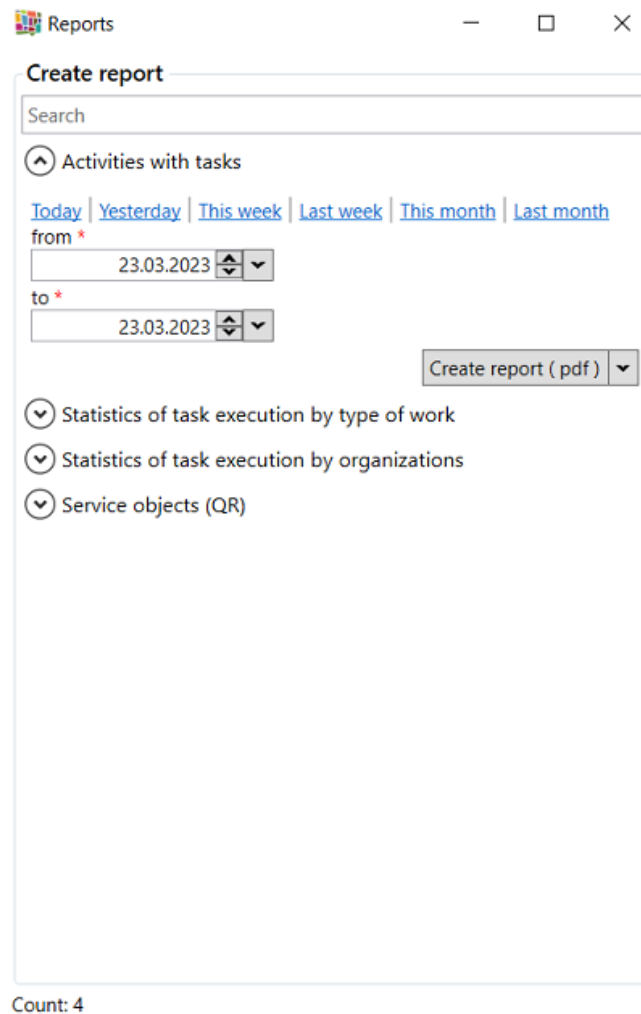 Reports
Create report
Search
Activities with tasks
Today | Yesterday | This week | Last week | This month | Last month
from *
23.03.2023
to *
23.03.2023
Create report ( pdf )
Statistics of task execution by type of work
Statistics of task execution by organizations
Service objects (QR)
Count: 4